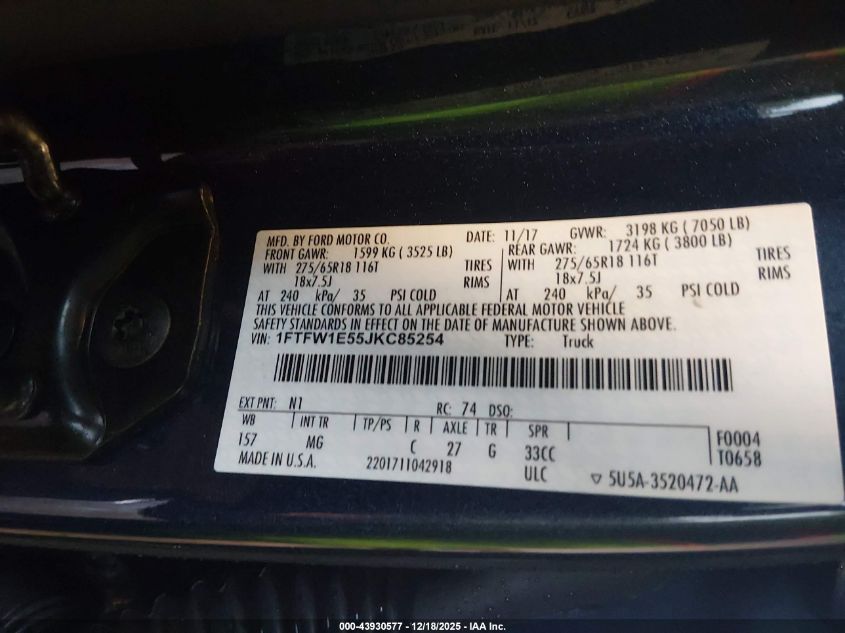 MFD. BY FORD MOTOR CO. DATE: 11/17 GVWR: 3198 KG ( 7050 LB)
FRONT GAWR: 1599 KG ( 3525 LB) REAR GAWR: 1724 KG ( 3800 LB)
WITH 275/65R18 116T TIRES WITH 275/65R18 116T TIRES
18x7.5J RIMS 18x7.5J RIMS
AT 240 kPa/ 35 PSI COLD AT 240 kPa/ 35 PSI COLD
THIS VEHICLE CONFORMS TO ALL APPLICABLE FEDERAL MOTOR VEHICLE
SAFETY STANDARDS IN EFFECT ON THE DATE OF MANUFACTURE SHOWN ABOVE.
VIN: 1FTFW1E55JKC85254 TYPE: Truck
EXT PNT: N1 RC: 74 DSO:
WB INT TR TP/PS R AXLE TR SPR F0004
157 MG C 27 G 33CC T0658
MADE IN U.S.A. 2201711042918 ULC 5U5A-3520472-AA
000-43930577 - 12/18/2025 - IAA Inc.